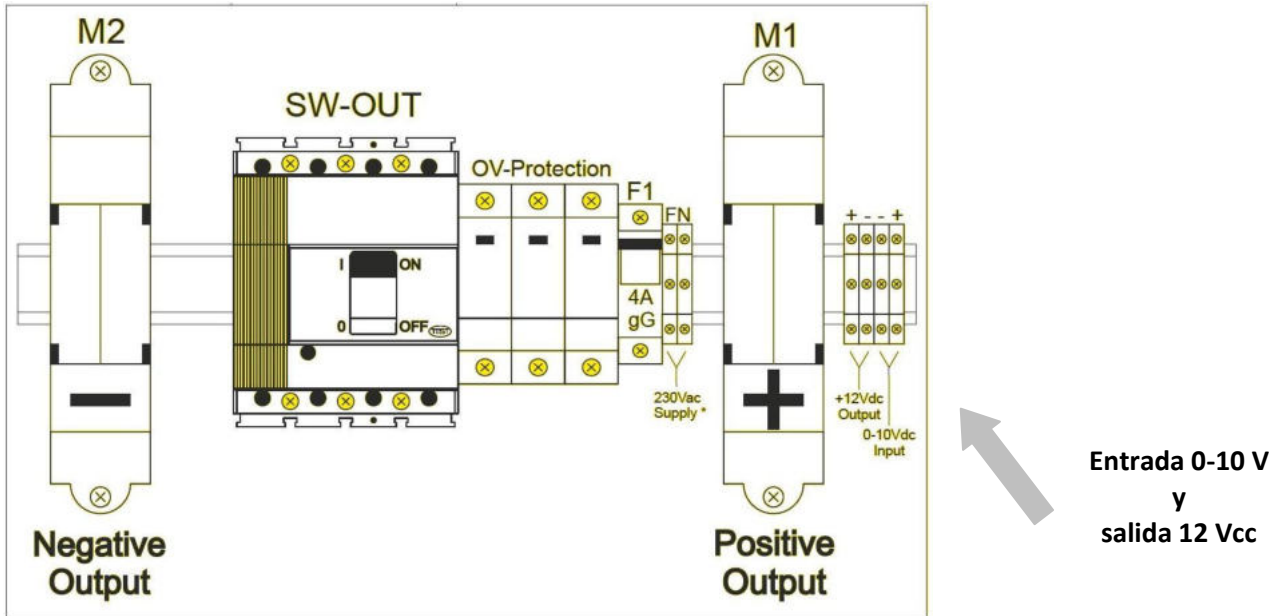 M2
M1
SW-OUT
OV-Protection
F1
FN
+ - - +
I ON
0 OFF
TEST
4A
gG
230Vac
Supply *
+12Vdc
Output
0-10Vdc
Input
−
+
Negative
Output
Positive
Output
Entrada 0-10 V
y
salida 12 Vcc